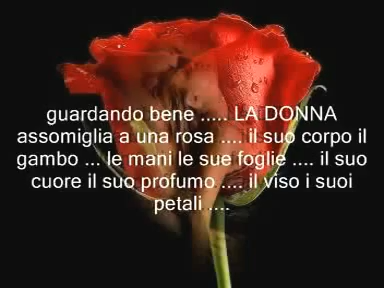 guardando bene ..... LA DONNA
assomiglia a una rosa .... il suo corpo il
gambo ... le mani le sue foglie .... il suo
cuore il suo profumo .... il viso i suoi
petali ....